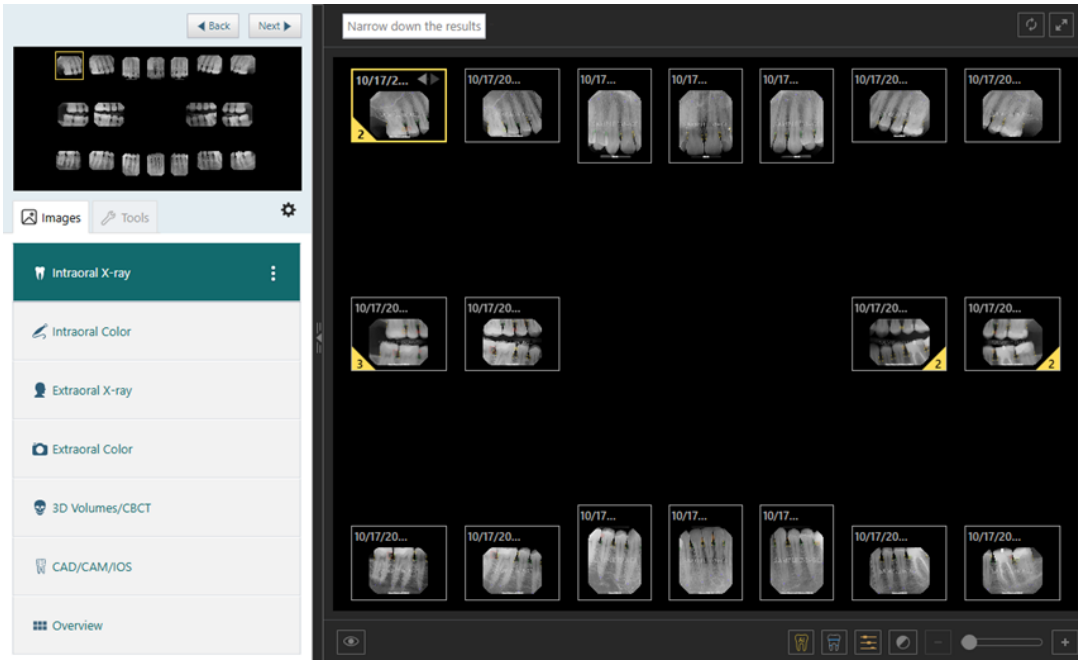 Back
Next
Images
Tools
Intraoral X-ray
Intraoral Color
Extraoral X-ray
Extraoral Color
3D Volumes/CBCT
CAD/CAM/IOS
Overview
Narrow down the results
10/17/2...
2
10/17/20...
10/17...
10/17...
10/17...
10/17/20...
10/17/20...
10/17/20...
3
10/17/20...
10/17/20...
2
10/17/20...
2
10/17/20...
10/17/20...
10/17...
10/17...
10/17...
10/17/20...
10/17/20...